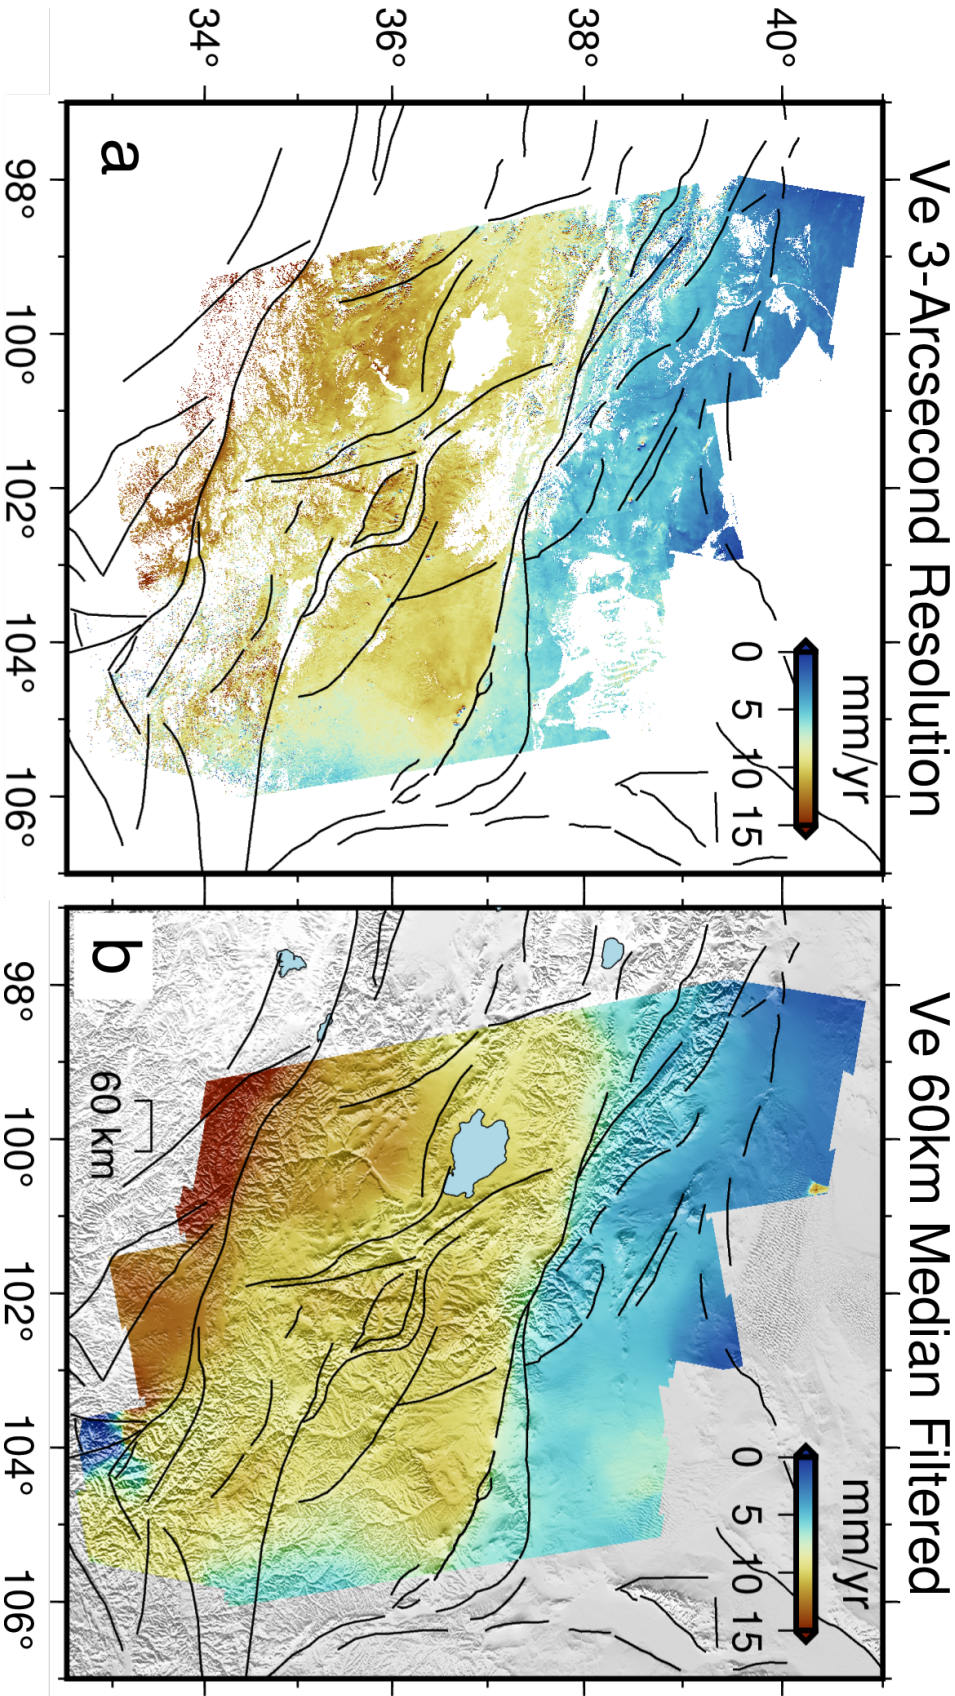 Ve 3-Arcsecond Resolution
34° 36° 38° 40°
98° 100° 102° 104° 106°
a
mm/yr
0 5 10 15
Ve 60km Median Filtered
98° 100° 102° 104° 106°
b
60 km
mm/yr
0 5 10 15